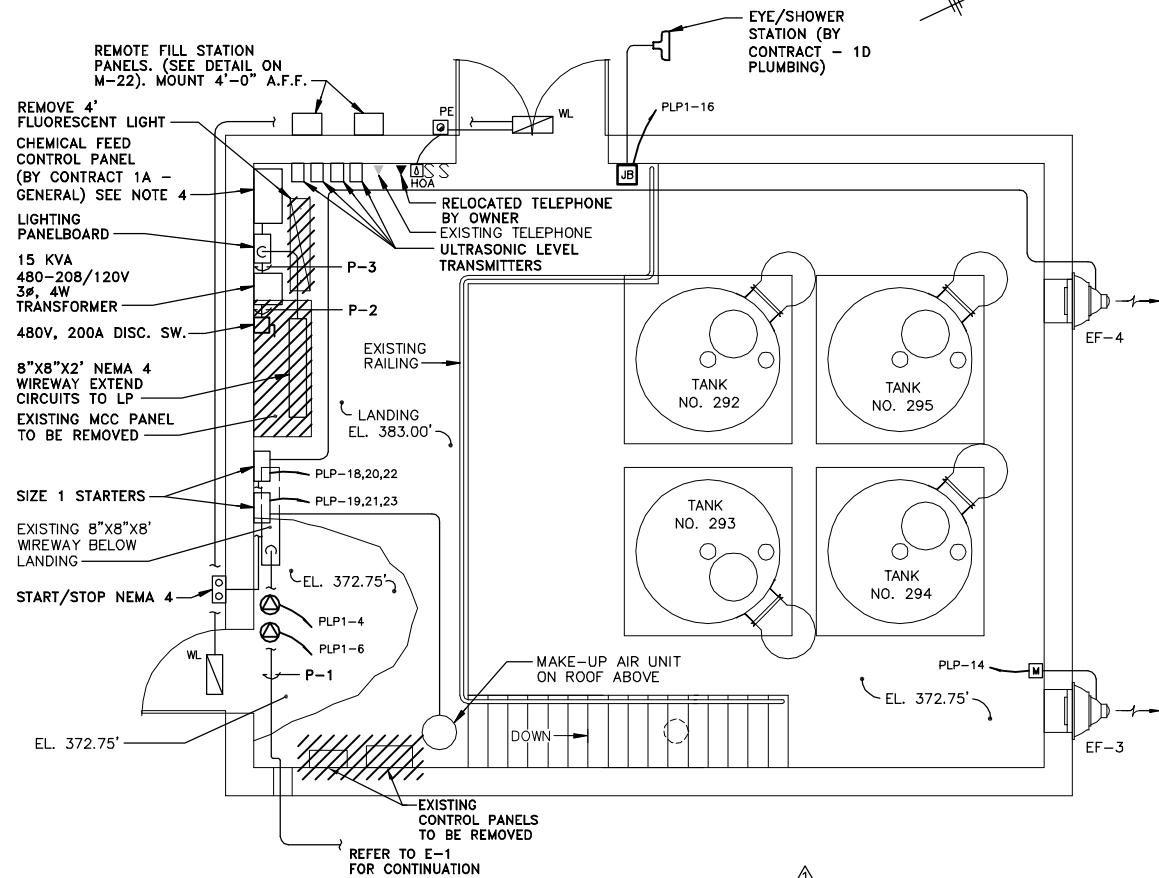 EYE/SHOWER
STATION (BY
CONTRACT - 1D
PLUMBING)
REMOTE FILL STATION
PANELS. (SEE DETAIL ON
M-22). MOUNT 4'-0" A.F.F.
REMOVE 4'
FLUORESCENT LIGHT
CHEMICAL FEED
CONTROL PANEL
(BY CONTRACT 1A -
GENERAL) SEE NOTE 4
LIGHTING
PANELBOARD
15 KVA
480-208/120V
3ø, 4W
TRANSFORMER
480V, 200A DISC. SW.
8"X8"X2' NEMA 4
WIREWAY EXTEND
CIRCUITS TO LP
EXISTING MCC PANEL
TO BE REMOVED
SIZE 1 STARTERS
EXISTING 8"X8"X8'
WIREWAY BELOW
LANDING
START/STOP NEMA 4
WL
EL. 372.75'
PE
WL
PLP1-16
JB
HOA
RELOCATED TELEPHONE
BY OWNER
EXISTING TELEPHONE
ULTRASONIC LEVEL
TRANSMITTERS
P-3
P-2
EXISTING
RAILING
LANDING
EL. 383.00'
PLP-18,20,22
PLP-19,21,23
EL. 372.75'
PLP1-4
PLP1-6
P-1
MAKE-UP AIR UNIT
ON ROOF ABOVE
DOWN
EXISTING
CONTROL PANELS
TO BE REMOVED
REFER TO E-1
FOR CONTINUATION
TANK
NO. 292
TANK
NO. 295
TANK
NO. 293
TANK
NO. 294
EF-4
PLP-14
M
EL. 372.75'
EF-3
1